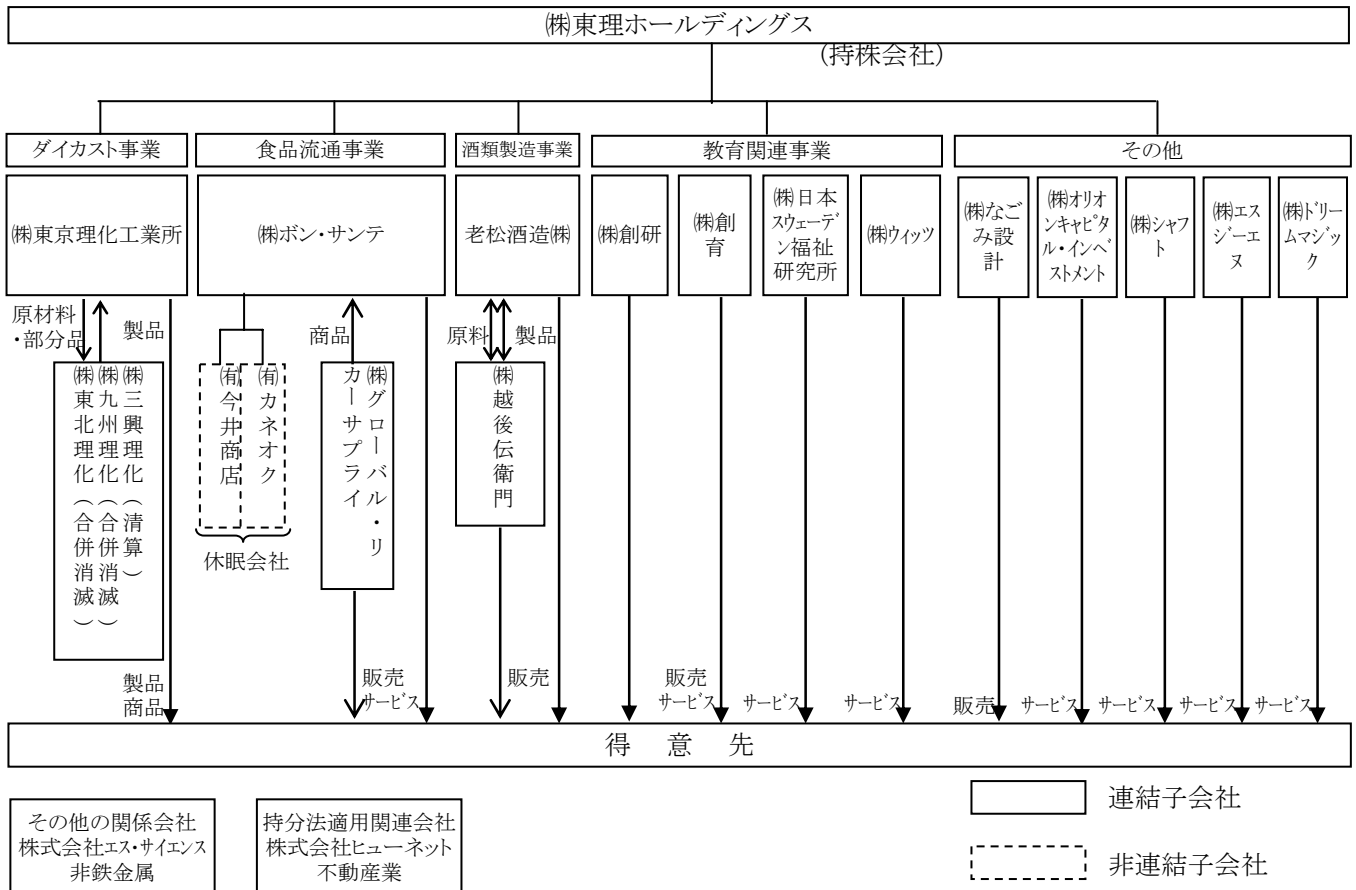 ㈱東理ホールディングス
(持株会社)
ダイカスト事業
食品流通事業
酒類製造事業
教育関連事業
その他
㈱東京理化工業所
㈱ボン・サンテ
老松酒造㈱
㈱創研
㈱創
育
㈱日本
スウェーデ
ン福祉
研究所
㈱ウィッツ
㈱なご
み設
計
㈱オリオ
ンキャピタ
ル・インベ
ストメント
㈱シャフ
ト
㈱エス
ジーエ
ヌ
㈱ドリー
ムマジッ
ク
原材料
・部分品
製品
商品
原料
製品
㈱三興理化(清算)
㈱九州理化(合併消滅)
㈱東北理化(合併消滅)
㈲カネオク
㈲今井商店
休眠会社
㈱グローバル・リ
カーサプライ
㈱越後伝衛門
製品
商品
販売
サービス
販売
販売
サービス
サービス
サービス
販売
サービス
サービス
サービス
サービス
得意先
その他の関係会社
株式会社エス・サイエンス
非鉄金属
持分法適用関連会社
株式会社ヒューネット
不動産業
連結子会社
非連結子会社